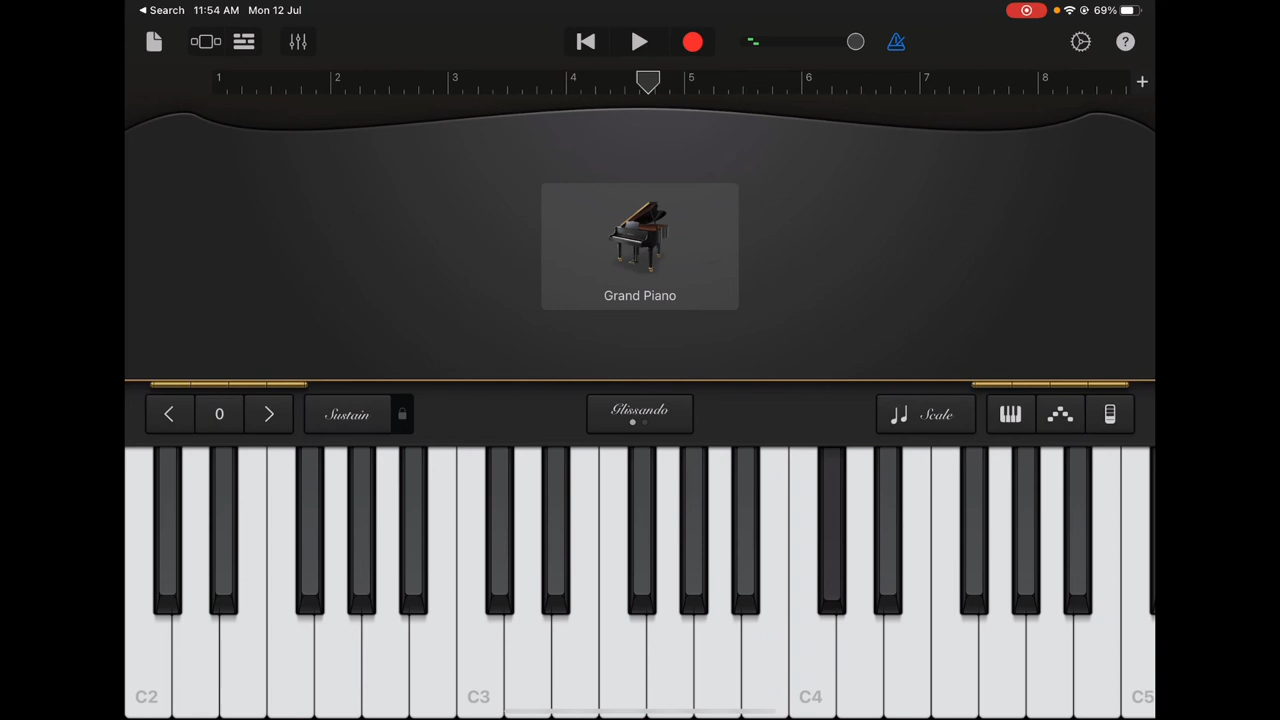 Search 11:54 AM Mon 12 Jul 69%
?
1 2 3 4 5 6 7 8 +
Grand Piano
0 Sustain Glissando Scale
C2 C3 C4 C5